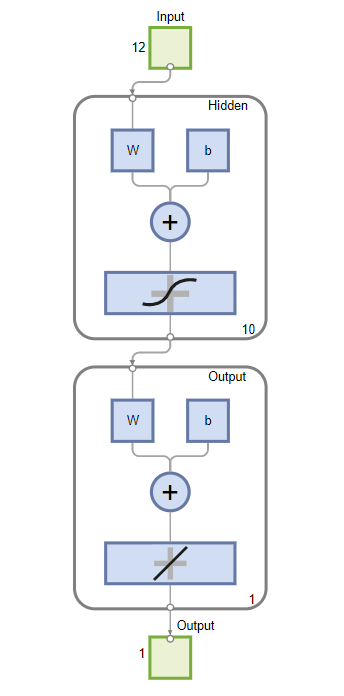 Input
12
Hidden
W b
+
10
Output
W b
+
1
Output
1